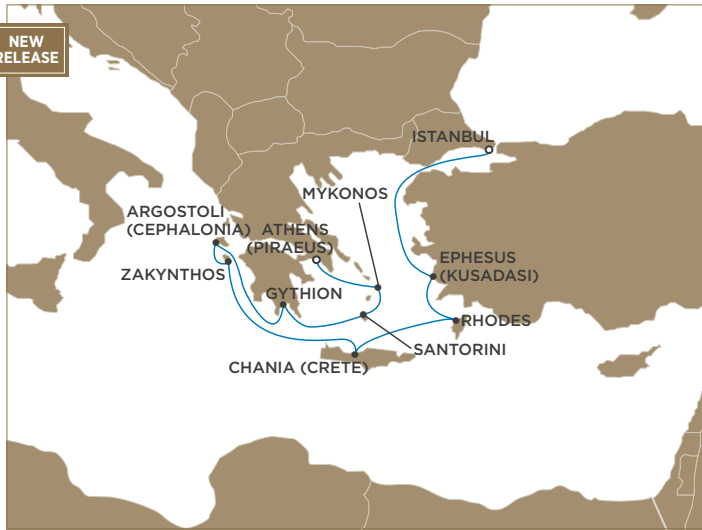 NEW
RELEASE
ISTANBUL
MYKONOS
ARGOSTOLI
(CEPHALONIA)
ATHENS
(PIRAEUS)
ZAKYNTHOS
EPHESUS
(KUSADASI)
GYTHION
RHODES
SANTORINI
CHANIA (CRETE)